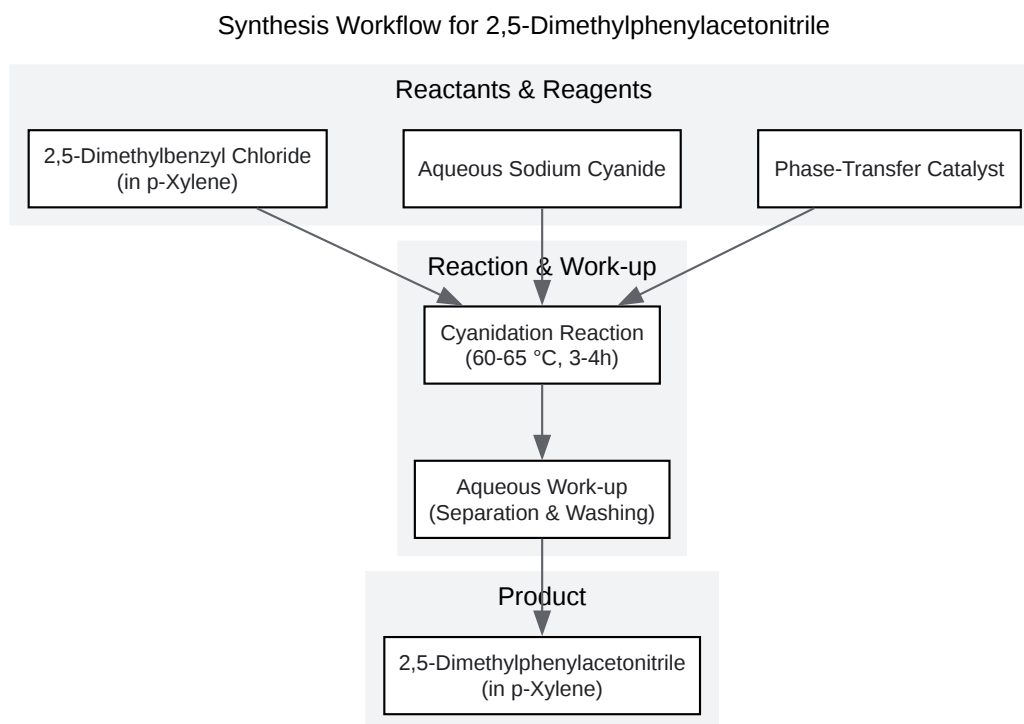 Synthesis Workflow for 2,5-Dimethylphenylacetonitrile
Reactants & Reagents
2,5-Dimethylbenzyl Chloride
(in p-Xylene)
Aqueous Sodium Cyanide
Phase-Transfer Catalyst
Reaction & Work-up
Cyanidation Reaction
(60-65 °C, 3-4h)
Aqueous Work-up
(Separation & Washing)
Product
2,5-Dimethylphenylacetonitrile
(in p-Xylene)